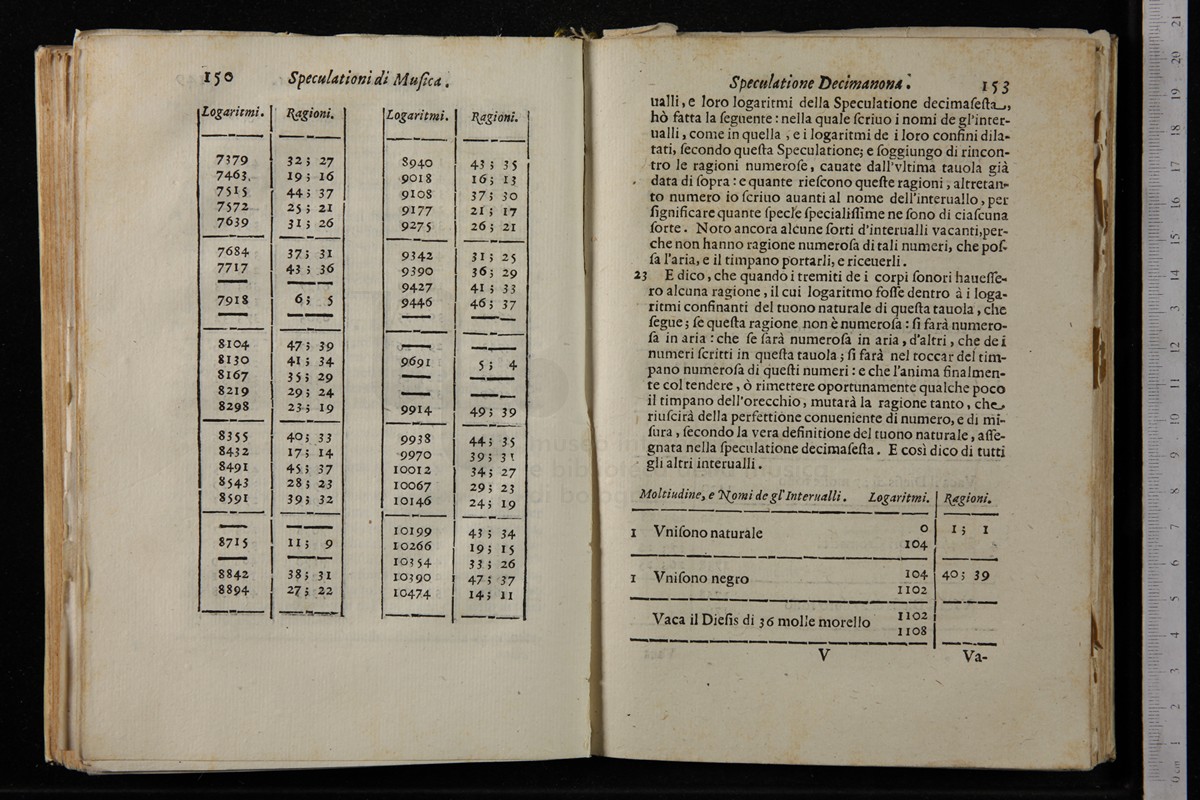 150 Speculationi di Musica.
Logaritmi. Ragioni.
7379 32; 27
7463. 19; 16
7515 44; 37
7572 25; 21
7639 31; 26
7684 37; 31
7717 43; 36
7918 6; 5
8104 47; 39
8130 41; 34
8167 35; 29
8219 29; 24
8298 23; 19
8355 40; 33
8432 17; 14
8491 45; 37
8543 28; 23
8591 39; 32
8715 11; 9
8842 38; 31
8894 27; 22
Logaritmi. Ragioni.
8940 43; 35
9018 16; 13
9108 37; 30
9177 21; 17
9275 26; 21
9342 31; 25
9390 36; 29
9427 41; 33
9446 46; 37
9691 5; 4
9914 49; 39
9938 44; 35
9970 39; 31
10012 34; 27
10067 29; 23
10146 24; 19
10199 43; 34
10266 19; 15
10354 33; 26
10390 47; 37
10474 14; 11
Speculatione Decimanona. 153
ualli, e loro logaritmi della Speculatione decimaſeſta,
hò fatta la ſeguente: nella quale ſcriuo i nomi de gl'inter-
ualli, come in quella, e i logaritmi de i loro confini dila-
tati, ſecondo queſta Speculatione; e ſoggiungo di rincon-
tro le ragioni numeroſe, cauate dall'vltima tauola già
data di ſopra: e quante rieſcono queſte ragioni, altretan-
to numero io ſcriuo auanti al nome dell'interuallo, per
ſignificare quante ſpecie ſpecialiſſime ne ſono di ciaſcuna
ſorte. Noto ancora alcune ſorti d'interualli vacanti, per-
che non hanno ragione numeroſa di tali numeri, che poſ-
ſa l'aria, e il timpano portarli, e riceuerli.
23 E dico, che quando i tremiti de i corpi ſonori haueſſe-
ro alcuna ragione, il cui logaritmo foſſe dentro à i loga-
ritmi confinanti del tuono naturale di queſta tauola, che
ſegue; ſe queſta ragione non è numeroſa: ſi farà numero-
ſa in aria: che ſe ſarà numeroſa in aria, d'altri, che de i
numeri ſcritti in queſta tauola; ſi farà nel toccar del tim-
pano numeroſa di queſti numeri: e che l'anima finalmen-
te col tendere, ò rimettere oportunamente qualche poco
il timpano dell'orecchio, mutarà la ragione tanto, che
riuſcirà della perfettione conueniente di numero, e di mi-
ſura, ſecondo la vera definitione del tuono naturale, aſſe-
gnata nella ſpeculatione decimaſeſta. E così dico di tutti
gli altri interualli.
Moltiudine, e Nomi de gl'Interualli. Logaritmi. Ragioni.
1 Vniſono naturale 0 1; 1
104
1 Vniſono negro 104 40; 39
1102
Vaca il Dieſis di 36 molle morello 1102
1108
V Va-